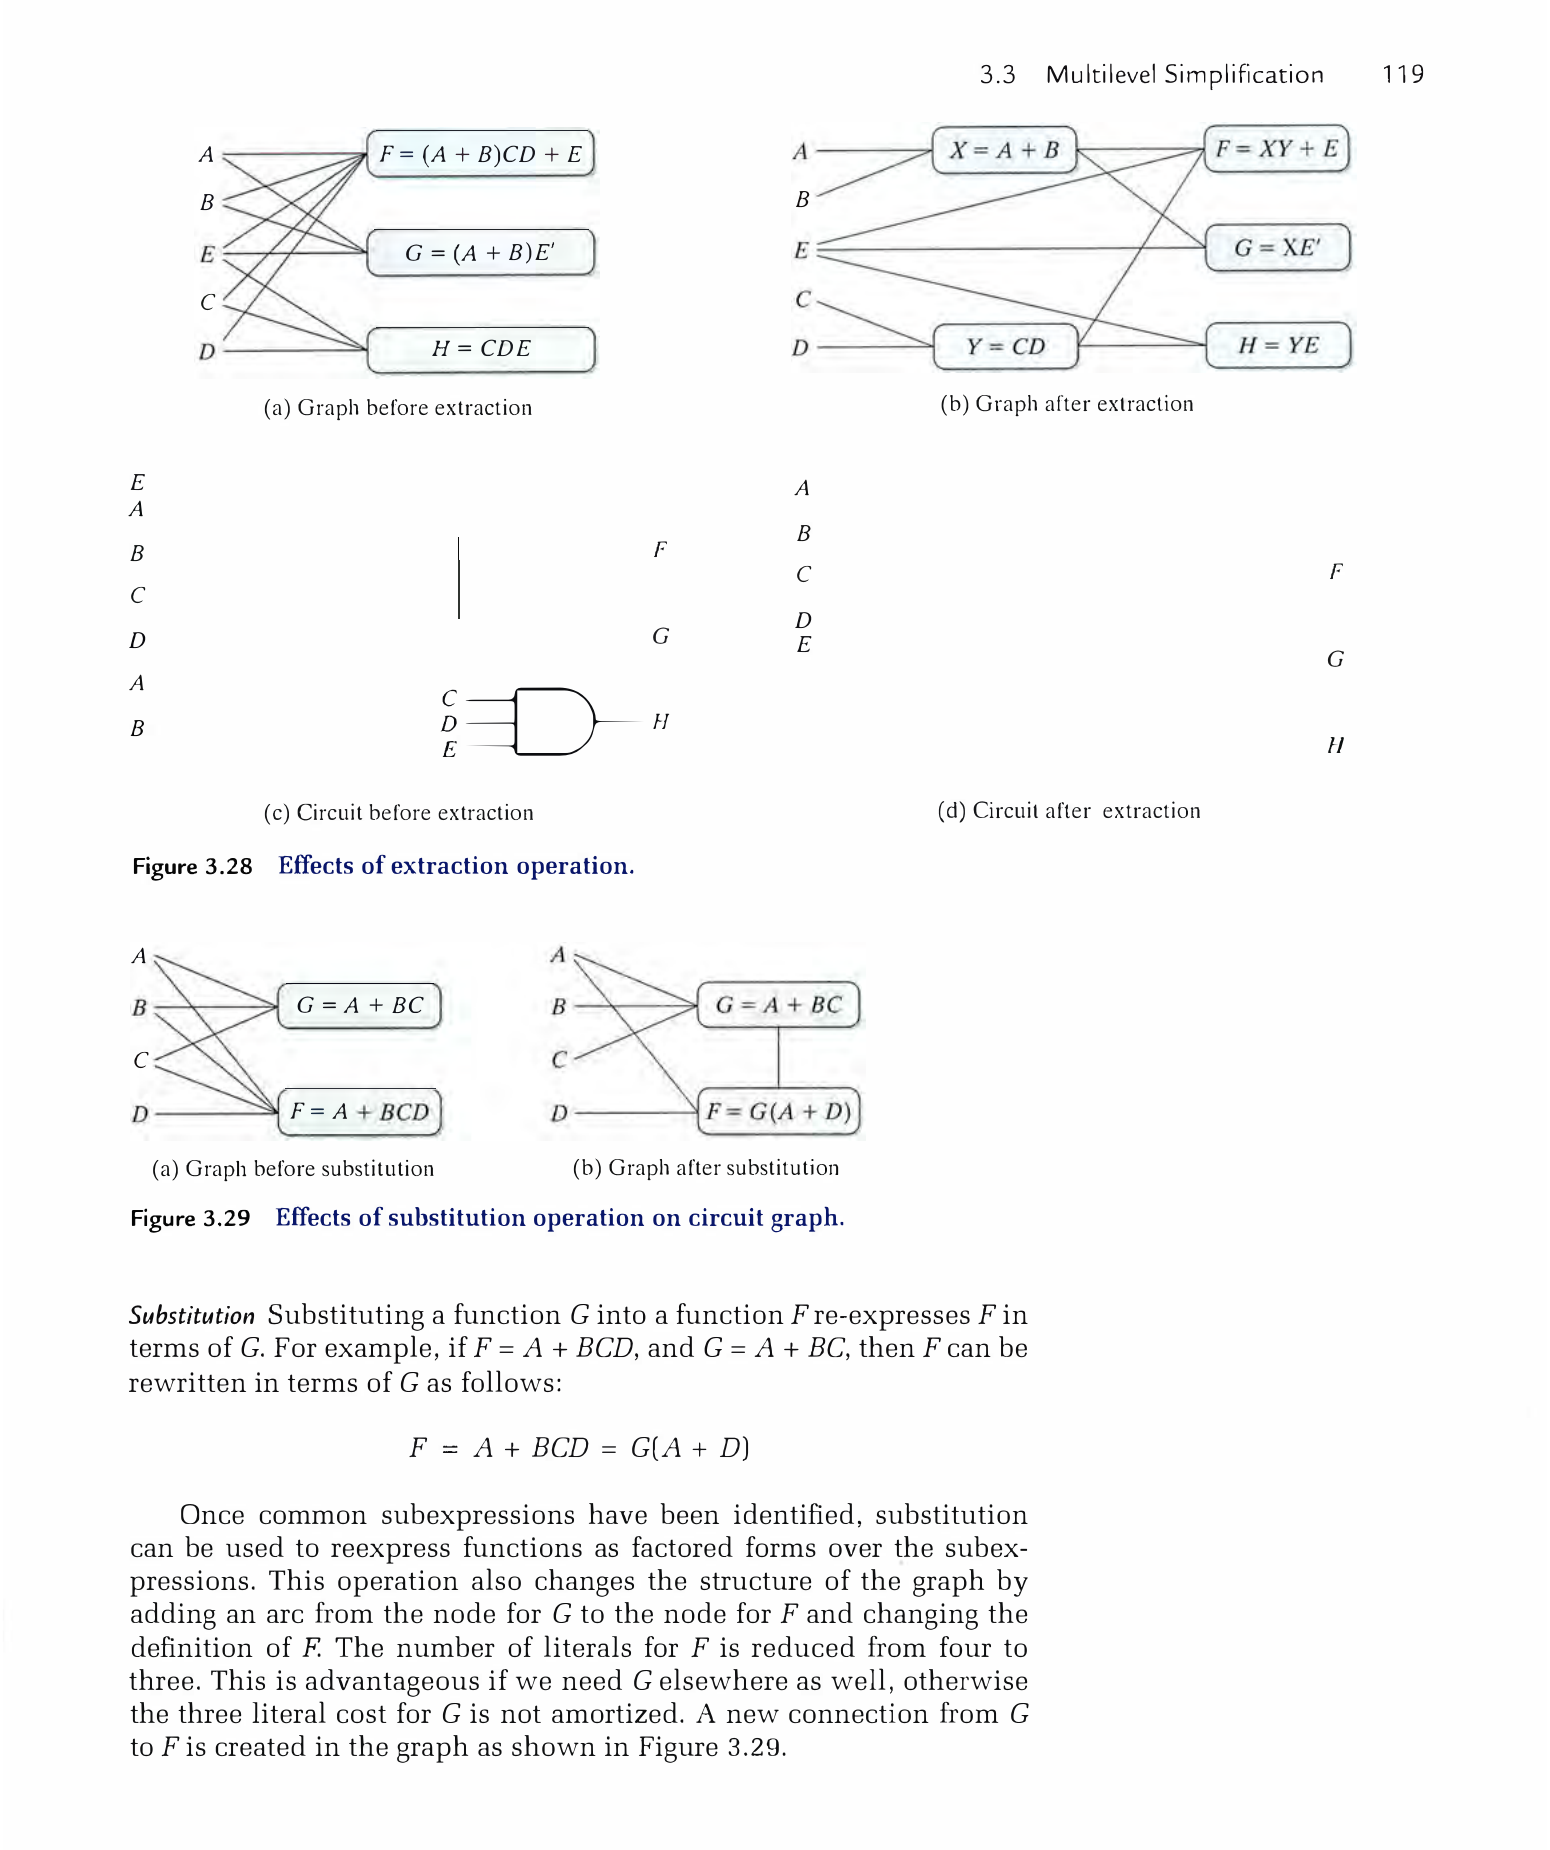 3.3 Multilevel Simplification 119
A
B
E
C
D
F = (A + B)CD + E
G = (A + B)E'
H = CDE
(a) Graph before extraction
A
B
E
C
D
X = A + B
Y = CD
F = XY + E
G = XE'
H = YE
(b) Graph after extraction
E
A
B
C
D
A
B
C
D
E
F
G
H
(c) Circuit before extraction
A
B
C
D
E
F
G
H
(d) Circuit after extraction
Figure 3.28 Effects of extraction operation.
A
B
C
D
G = A + BC
F = A + BCD
(a) Graph before substitution
A
B
C
D
G = A + BC
F = G(A + D)
(b) Graph after substitution
Figure 3.29 Effects of substitution operation on circuit graph.
Substitution Substituting a function G into a function F re-expresses F in
terms of G. For example, if F = A + BCD, and G = A + BC, then F can be
rewritten in terms of G as follows:
F = A + BCD = G(A + D)
Once common subexpressions have been identified, substitution
can be used to reexpress functions as factored forms over the subex-
pressions. This operation also changes the structure of the graph by
adding an arc from the node for G to the node for F and changing the
definition of F. The number of literals for F is reduced from four to
three. This is advantageous if we need G elsewhere as well, otherwise
the three literal cost for G is not amortized. A new connection from G
to F is created in the graph as shown in Figure 3.29.